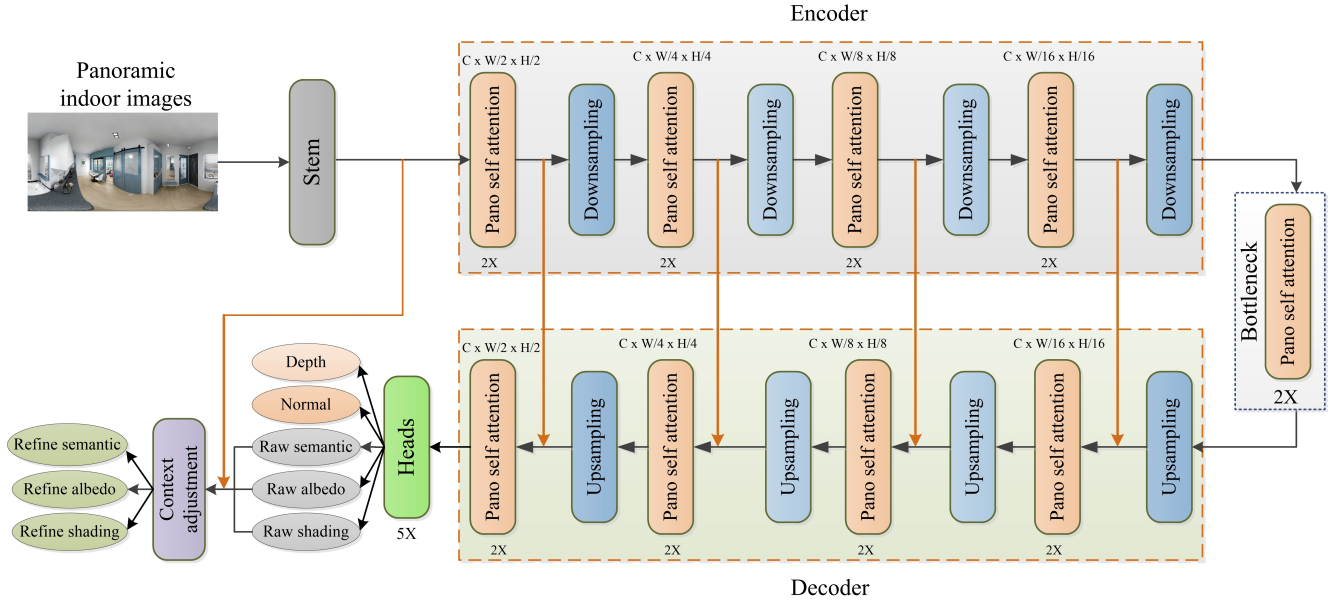 Encoder
Panoramic
indoor images
Stem
C x W/2 x H/2
C x W/4 x H/4
C x W/8 x H/8
C x W/16 x H/16
Pano self attention
Downsampling
Pano self attention
Downsampling
Pano self attention
Downsampling
Pano self attention
Downsampling
2X
2X
2X
2X
Bottleneck
Pano self attention
2X
C x W/2 x H/2
C x W/4 x H/4
C x W/8 x H/8
C x W/16 x H/16
Pano self attention
Upsampling
Pano self attention
Upsampling
Pano self attention
Upsampling
Pano self attention
Upsampling
2X
2X
2X
2X
Decoder
Heads
5X
Depth
Normal
Raw semantic
Raw albedo
Raw shading
Context
adjustment
Refine semantic
Refine albedo
Refine shading